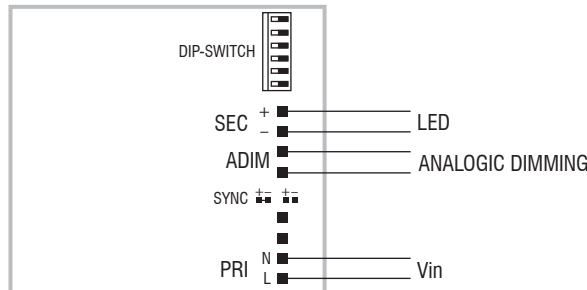 DIP-SWITCH
SEC + −
LED
ADIM
ANALOGIC DIMMING
SYNC +− +−
PRI N L
Vin